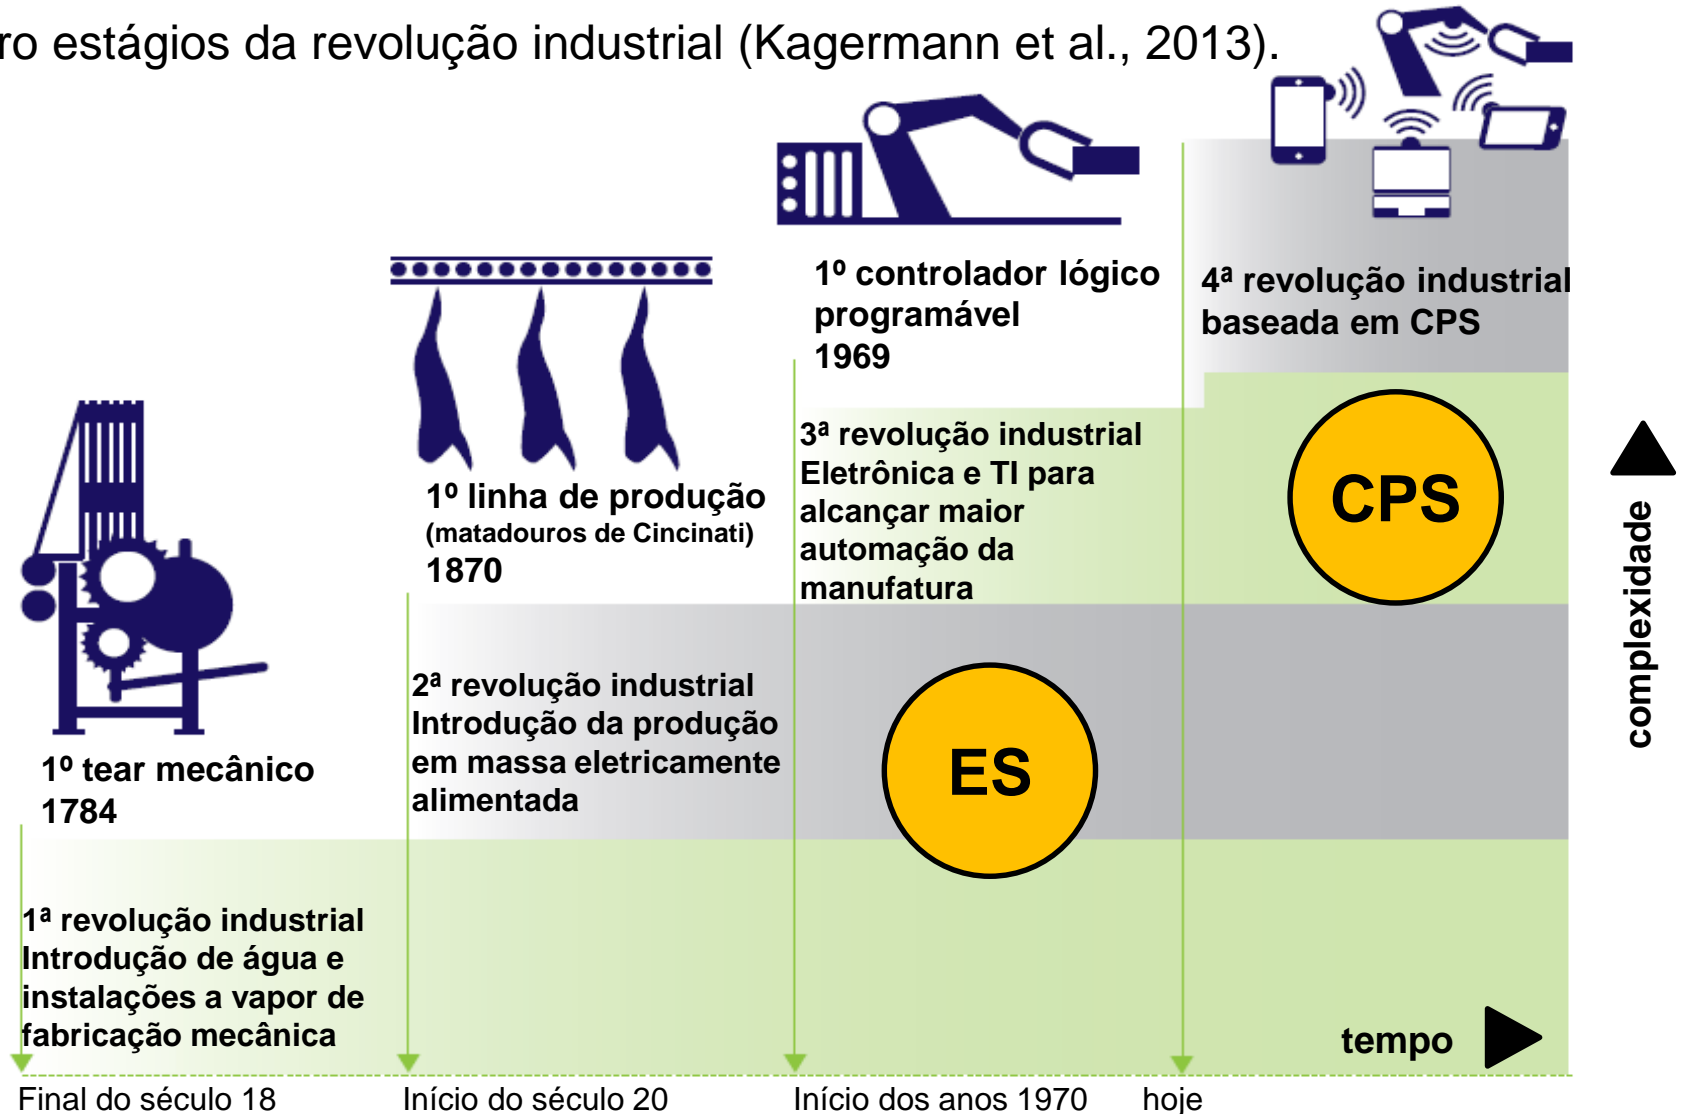 ro estágios da revolução industrial (Kagermann et al., 2013).
1º controlador lógico
programável
1969
4ª revolução industrial
baseada em CPS
1º linha de produção
(matadouros de Cincinati)
1870
3ª revolução industrial
Eletrônica e TI para
alcançar maior
automação da
manufatura
CPS
complexidade
1º tear mecânico
1784
2ª revolução industrial
Introdução da produção
em massa eletricamente
alimentada
ES
1ª revolução industrial
Introdução de água e
instalações a vapor de
fabricação mecânica
tempo
Final do século 18
Início do século 20
Início dos anos 1970
hoje